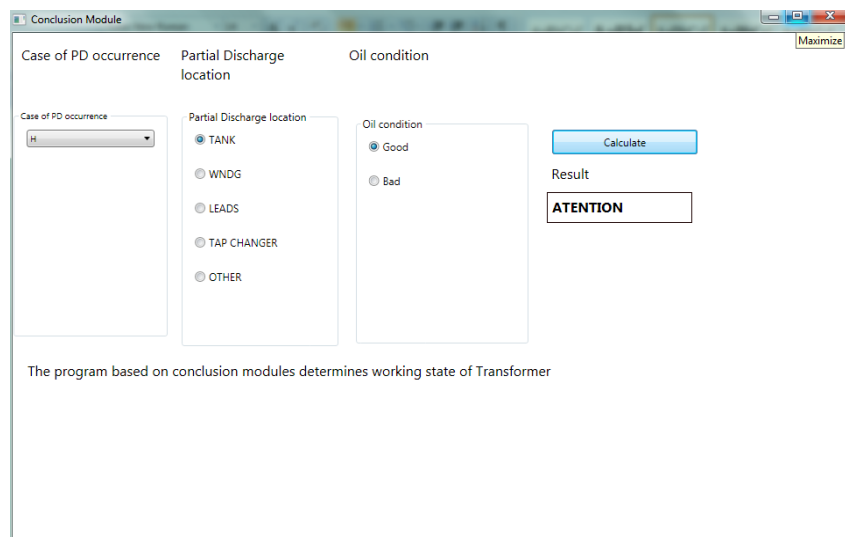 Conclusion Module
Maximize
Case of PD occurrence
Partial Discharge
location
Oil condition
Case of PD occurrence
H
Partial Discharge location
TANK
WNDG
LEADS
TAP CHANGER
OTHER
Oil condition
Good
Bad
Calculate
Result
ATENTION
The program based on conclusion modules determines working state of Transformer